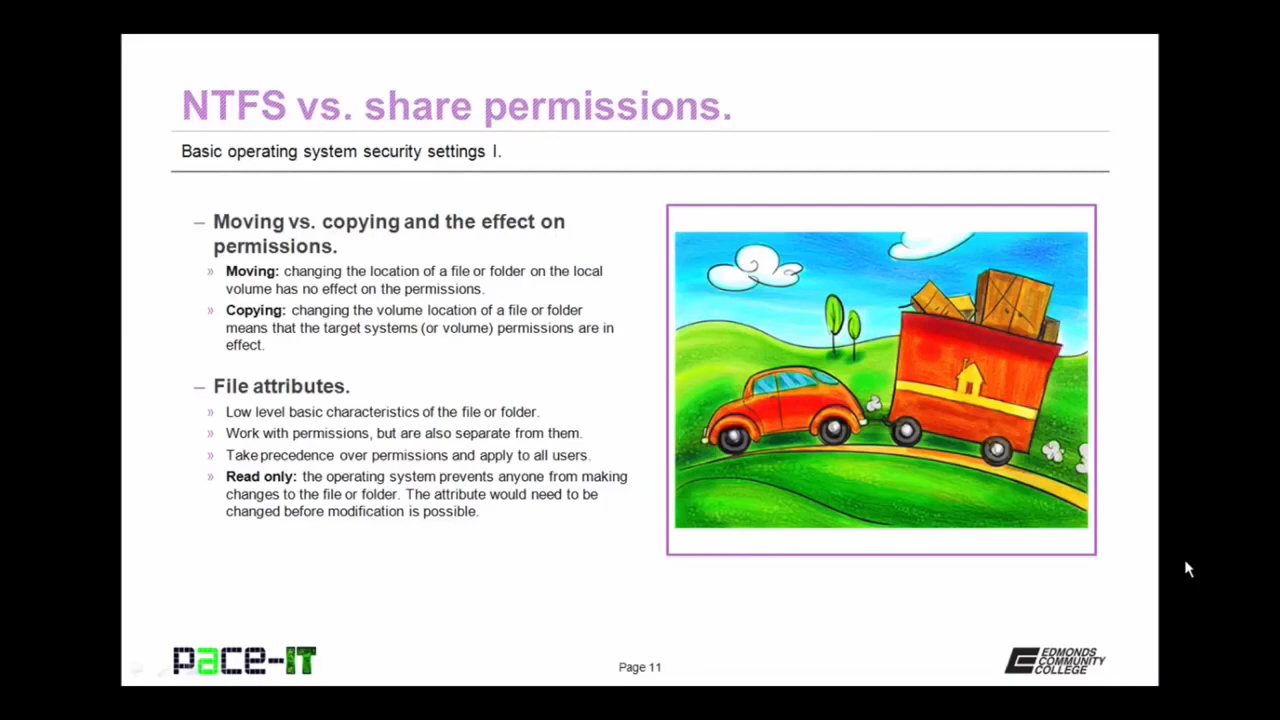 NTFS vs. share permissions.
Basic operating system security settings I.
– Moving vs. copying and the effect on
permissions.
» Moving: changing the location of a file or folder on the local
volume has no effect on the permissions.
» Copying: changing the volume location of a file or folder
means that the target systems (or volume) permissions are in
effect.
– File attributes.
» Low level basic characteristics of the file or folder.
» Work with permissions, but are also separate from them.
» Take precedence over permissions and apply to all users.
» Read only: the operating system prevents anyone from making
changes to the file or folder. The attribute would need to be
changed before modification is possible.
pace-IT
Page 11
EDMONDS
COMMUNITY
COLLEGE